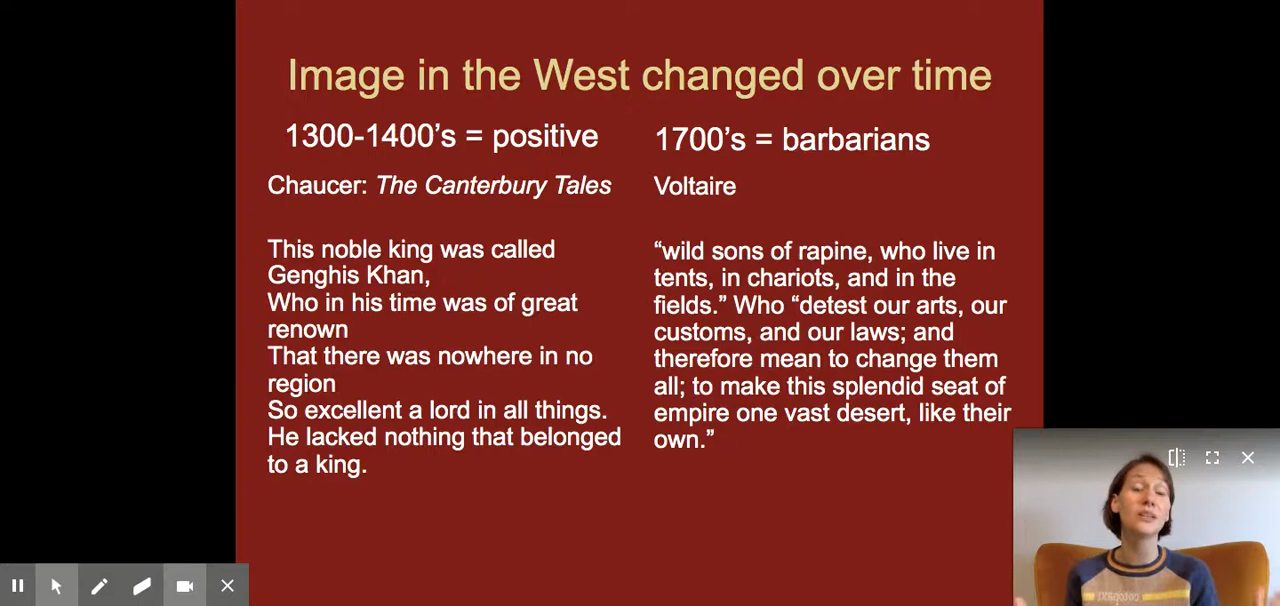 Image in the West changed over time
1300-1400’s = positive
Chaucer: The Canterbury Tales
This noble king was called
Genghis Khan,
Who in his time was of great
renown
That there was nowhere in no
region
So excellent a lord in all things.
He lacked nothing that belonged
to a king.
1700’s = barbarians
Voltaire
“wild sons of rapine, who live in
tents, in chariots, and in the
fields.” Who “detest our arts, our
customs, and our laws; and
therefore mean to change them
all; to make this splendid seat of
empire one vast desert, like their
own.”
cotopaxi